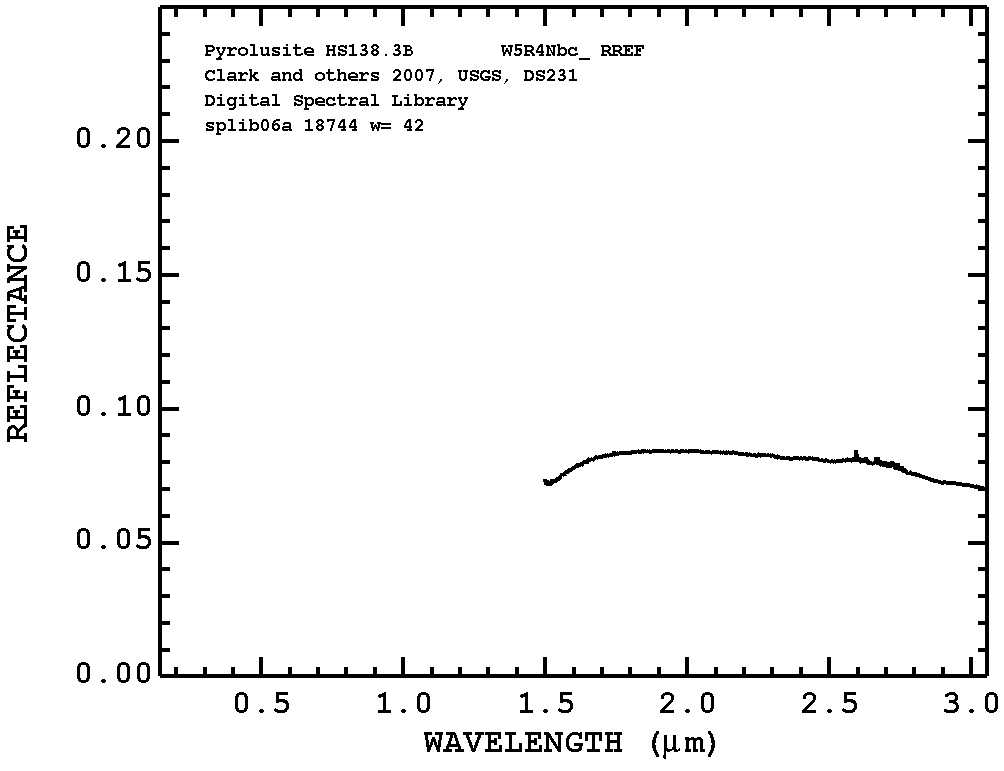 Pyrolusite HS138.3B W5R4Nbc_ RREF
Clark and others 2007, USGS, DS231
Digital Spectral Library
splib06a 18744 w= 42
REFLECTANCE
0.20
0.15
0.10
0.05
0.00
0.5 1.0 1.5 2.0 2.5 3.0
WAVELENGTH (μm)